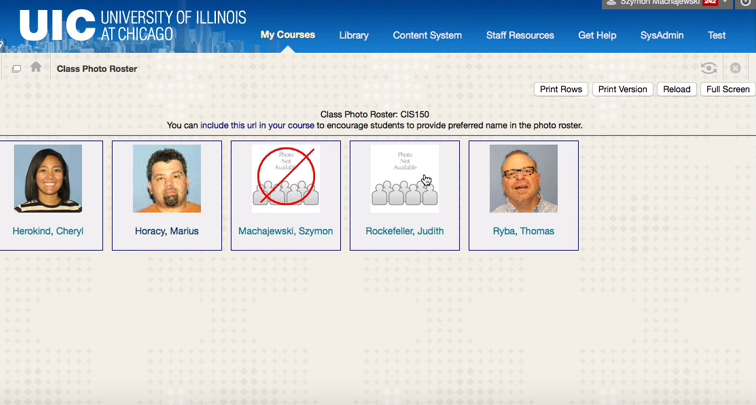 Szymon Machajewski 242
UIC UNIVERSITY OF ILLINOIS
AT CHICAGO
My Courses Library Content System Staff Resources Get Help SysAdmin Test
Class Photo Roster
Print Rows Print Version Reload Full Screen
Class Photo Roster: CIS150
You can include this url in your course to encourage students to provide preferred name in the photo roster.
Photo
Not
Available
Photo
Not
Available
Herokind, Cheryl
Horacy, Marius
Machajewski, Szymon
Rockefeller, Judith
Ryba, Thomas